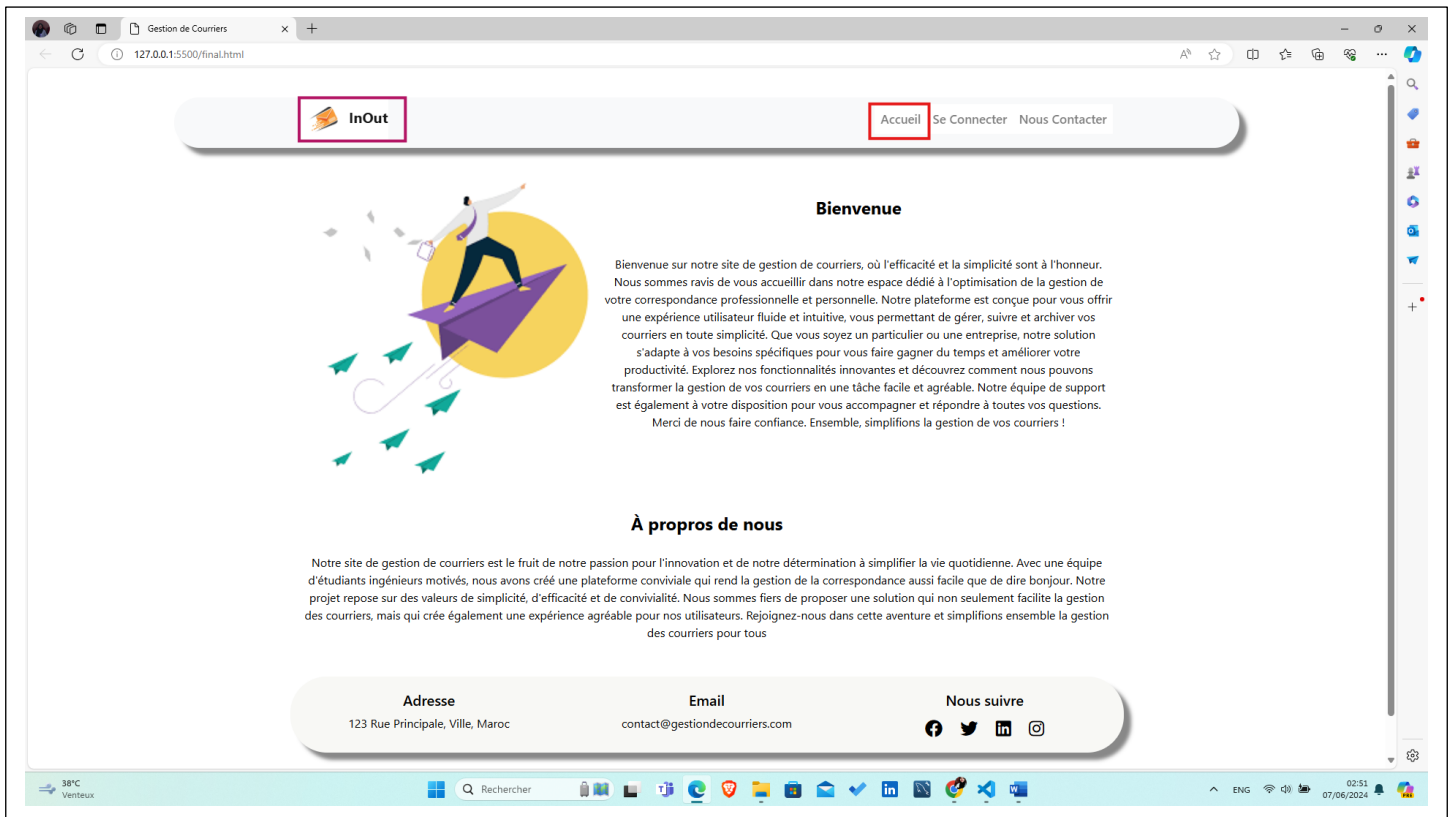 Gestion de Courriers
127.0.0.1:5500/final.html
InOut
Accueil Se Connecter Nous Contacter
Bienvenue
Bienvenue sur notre site de gestion de courriers, où l'efficacité et la simplicité sont à l'honneur.
Nous sommes ravis de vous accueillir dans notre espace dédié à l'optimisation de la gestion de
votre correspondance professionnelle et personnelle. Notre plateforme est conçue pour vous offrir
une expérience utilisateur fluide et intuitive, vous permettant de gérer, suivre et archiver vos
courriers en toute simplicité. Que vous soyez un particulier ou une entreprise, notre solution
s'adapte à vos besoins spécifiques pour vous faire gagner du temps et améliorer votre
productivité. Explorez nos fonctionnalités innovantes et découvrez comment nous pouvons
transformer la gestion de vos courriers en une tâche facile et agréable. Notre équipe de support
est également à votre disposition pour vous accompagner et répondre à toutes vos questions.
Merci de nous faire confiance. Ensemble, simplifions la gestion de vos courriers !
À propros de nous
Notre site de gestion de courriers est le fruit de notre passion pour l'innovation et de notre détermination à simplifier la vie quotidienne. Avec une équipe
d'étudiants ingénieurs motivés, nous avons créé une plateforme conviviale qui rend la gestion de la correspondance aussi facile que de dire bonjour. Notre
projet repose sur des valeurs de simplicité, d'efficacité et de convivialité. Nous sommes fiers de proposer une solution qui non seulement facilite la gestion
des courriers, mais qui crée également une expérience agréable pour nos utilisateurs. Rejoignez-nous dans cette aventure et simplifions ensemble la gestion
des courriers pour tous
Adresse
123 Rue Principale, Ville, Maroc
Email
contact@gestiondecourriers.com
Nous suivre
38°C
Venteux
Rechercher
ENG
02:51
07/06/2024